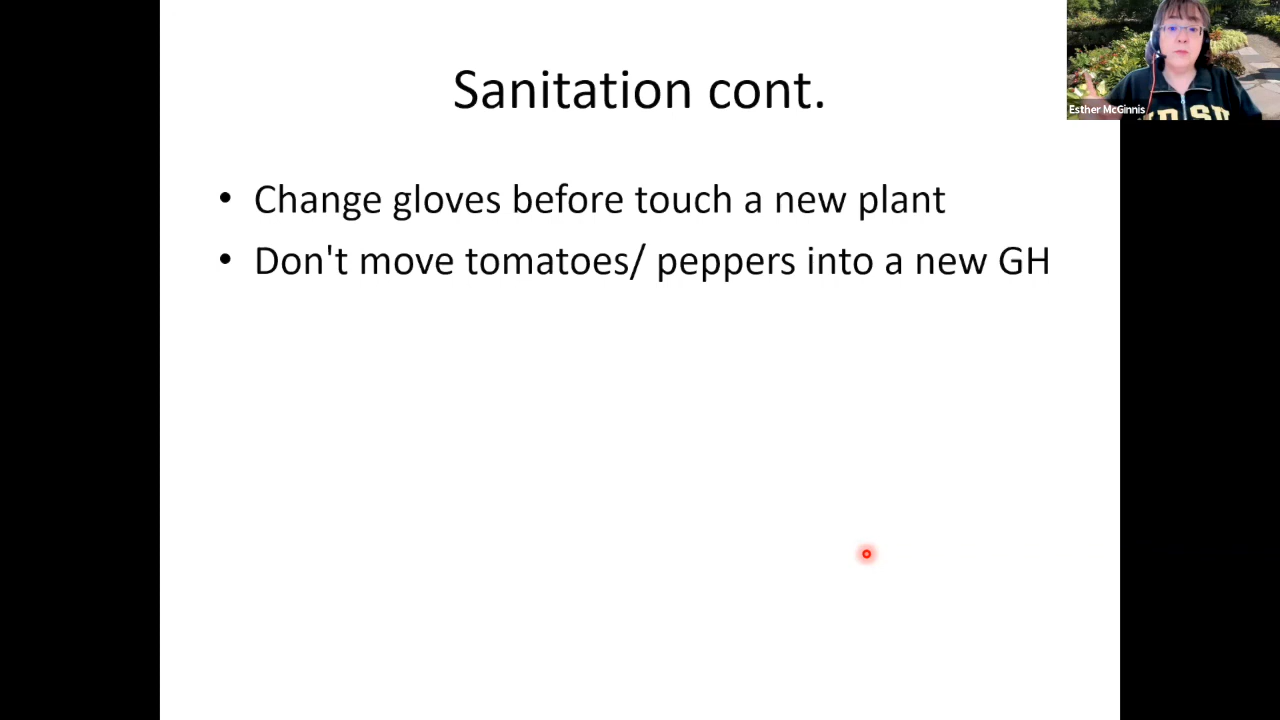 Sanitation cont.
• Change gloves before touch a new plant
• Don't move tomatoes/ peppers into a new GH
Esther McGinnis